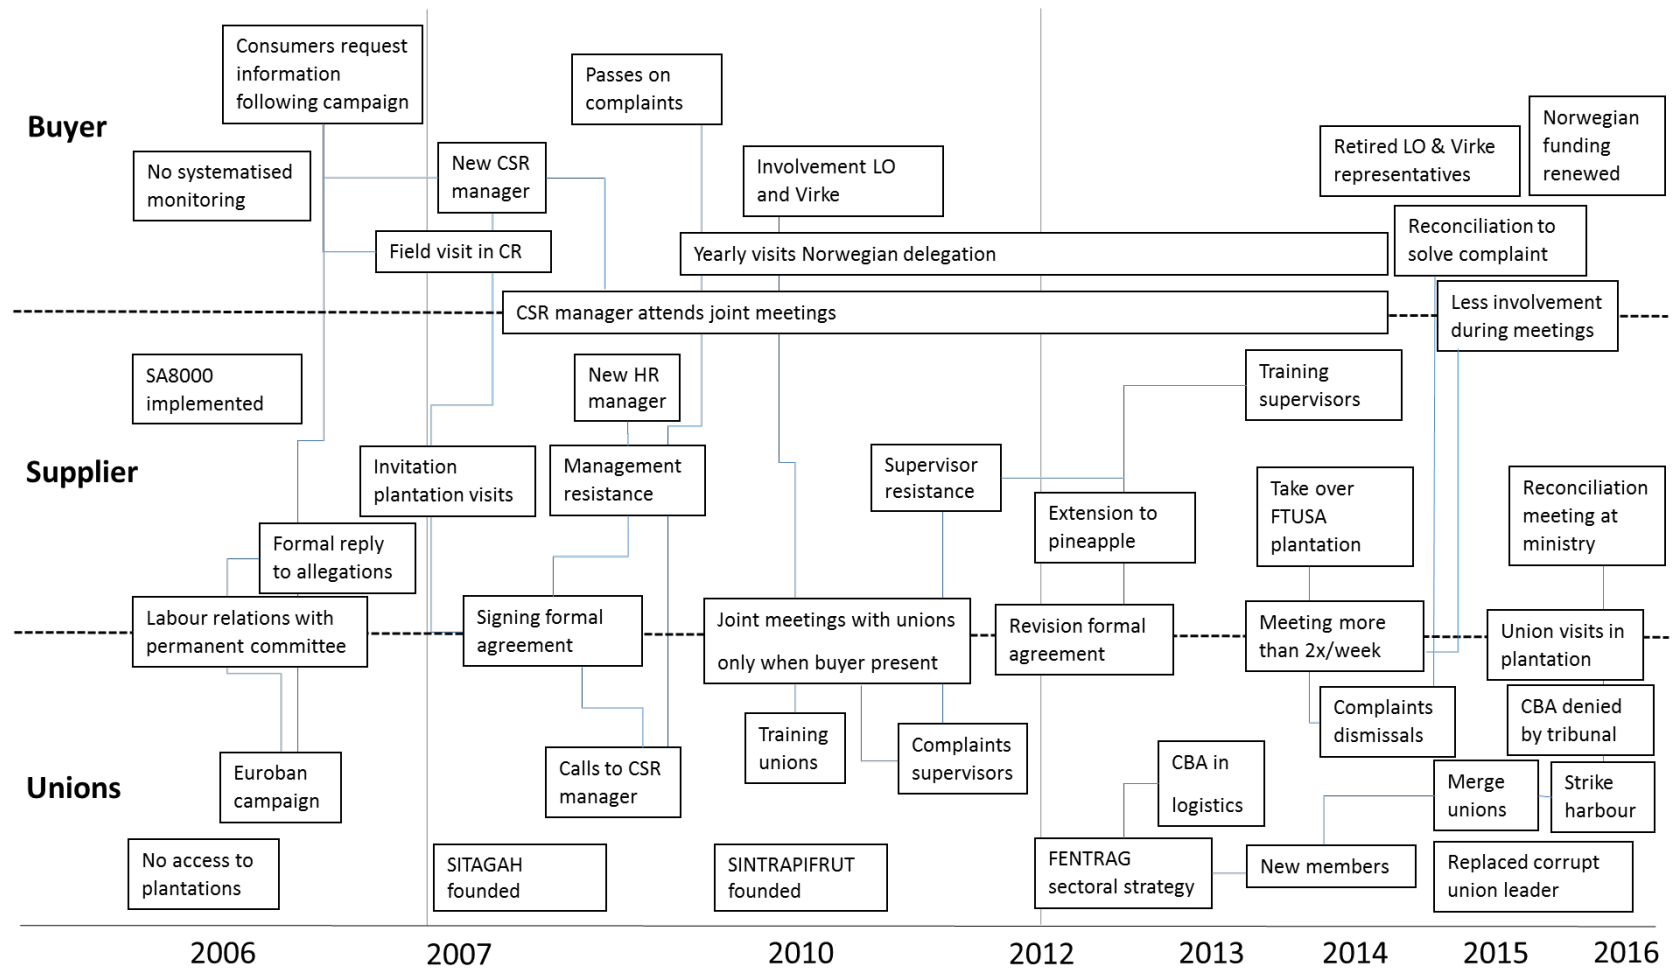 Consumers request
information
following campaign
Passes on
complaints
Buyer
No systematised
monitoring
New CSR
manager
Involvement LO
and Virke
Retired LO & Virke
representatives
Norwegian
funding
renewed
Field visit in CR
Yearly visits Norwegian delegation
Reconciliation to
solve complaint
CSR manager attends joint meetings
Less involvement
during meetings
SA8000
implemented
New HR
manager
Training
supervisors
Supplier
Invitation
plantation visits
Management
resistance
Supervisor
resistance
Extension to
pineapple
Take over
FTUSA
plantation
Reconciliation
meeting at
ministry
Formal reply
to allegations
Labour relations with
permanent committee
Signing formal
agreement
Joint meetings with unions
only when buyer present
Revision formal
agreement
Meeting more
than 2x/week
Union visits in
plantation
Unions
Euroban
campaign
Calls to CSR
manager
Training
unions
Complaints
supervisors
CBA in
logistics
Complaints
dismissals
CBA denied
by tribunal
Merge
unions
Strike
harbour
No access to
plantations
SITAGAH
founded
SINTRAPIFRUT
founded
FENTRAG
sectoral strategy
New members
Replaced corrupt
union leader
2006
2007
2010
2012
2013
2014
2015
2016